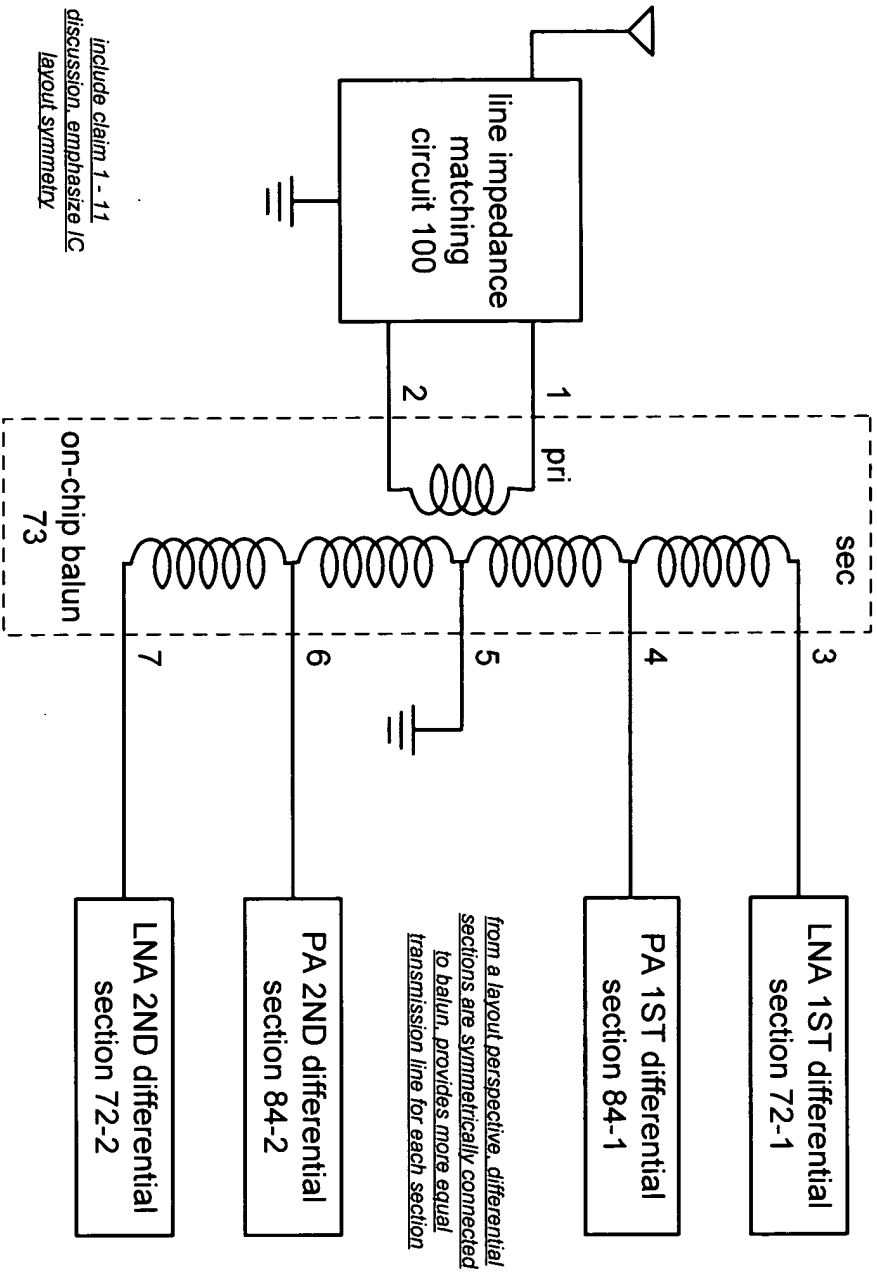 line impedance
matching
circuit 100
1
2
pri
sec
on-chip balun
73
3
4
5
6
7
LNA 1ST differential
section 72-1
PA 1ST differential
section 84-1
from a layout perspective, differential
sections are symmetrically connected
to balun, provides more equal
transmission line for each section
PA 2ND differential
section 84-2
LNA 2ND differential
section 72-2
include claim 1 - 11
discussion, emphasize IC
layout symmetry